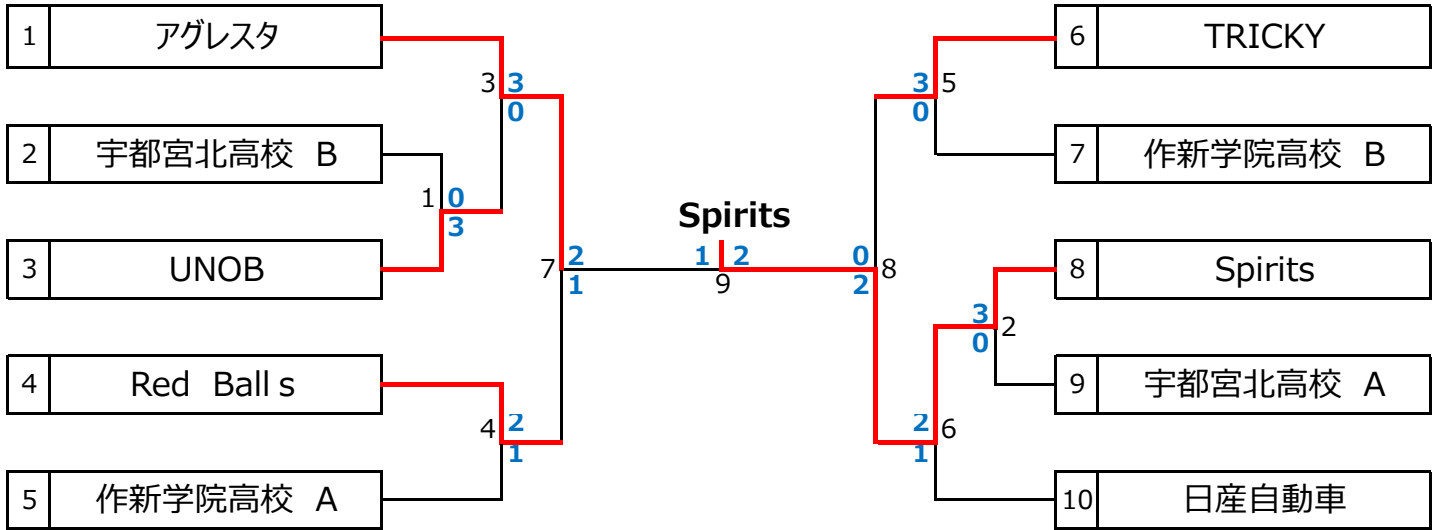 1 アグレスタ
3 3
0
2 宇都宮北高校 B
1 0
3
3 UNOB
7 2
1
4 Red Ball s
4 2
1
5 作新学院高校 A
Spirits
1 2
9
6 TRICKY
3 5
0
7 作新学院高校 B
0 8
2
8 Spirits
3 2
0
9 宇都宮北高校 A
2 6
1
10 日産自動車